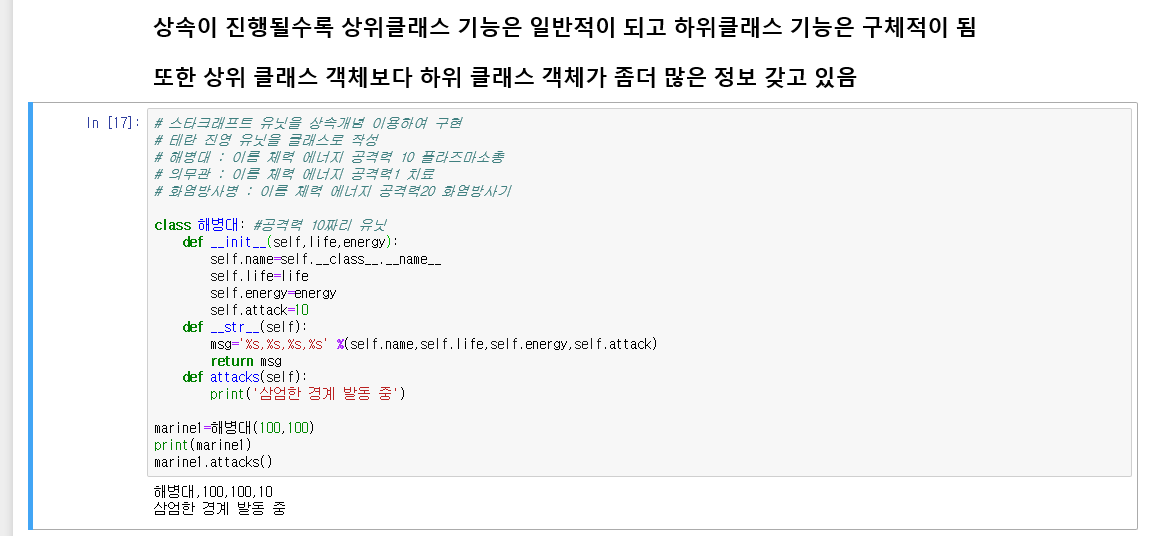 상속이 진행될수록 상위클래스 기능은 일반적이 되고 하위클래스 기능은 구체적이 됨
또한 상위 클래스 객체보다 하위 클래스 객체가 좀더 많은 정보 갖고 있음
In [17]:
# 스타크래프트 유닛을 상속개념 이용하여 구현
# 테란 진영 유닛을 클래스로 작성
# 해병대 : 이름 체력 에너지 공격력 10 플라즈마소총
# 의무관 : 이름 체력 에너지 공격력1 치료
# 화염방사병 : 이름 체력 에너지 공격력20 화염방사기
class 해병대: #공격력 10짜리 유닛
    def __init__(self,life,energy):
        self.name=self.__class__.__name__
        self.life=life
        self.energy=energy
        self.attack=10
    def __str__(self):
        msg='%s,%s,%s,%s' %(self.name,self.life,self.energy,self.attack)
        return msg
    def attacks(self):
        print('삼엄한 경계 발동 중')
marine1=해병대(100,100)
print(marine1)
marine1.attacks()
해병대,100,100,10
삼엄한 경계 발동 중